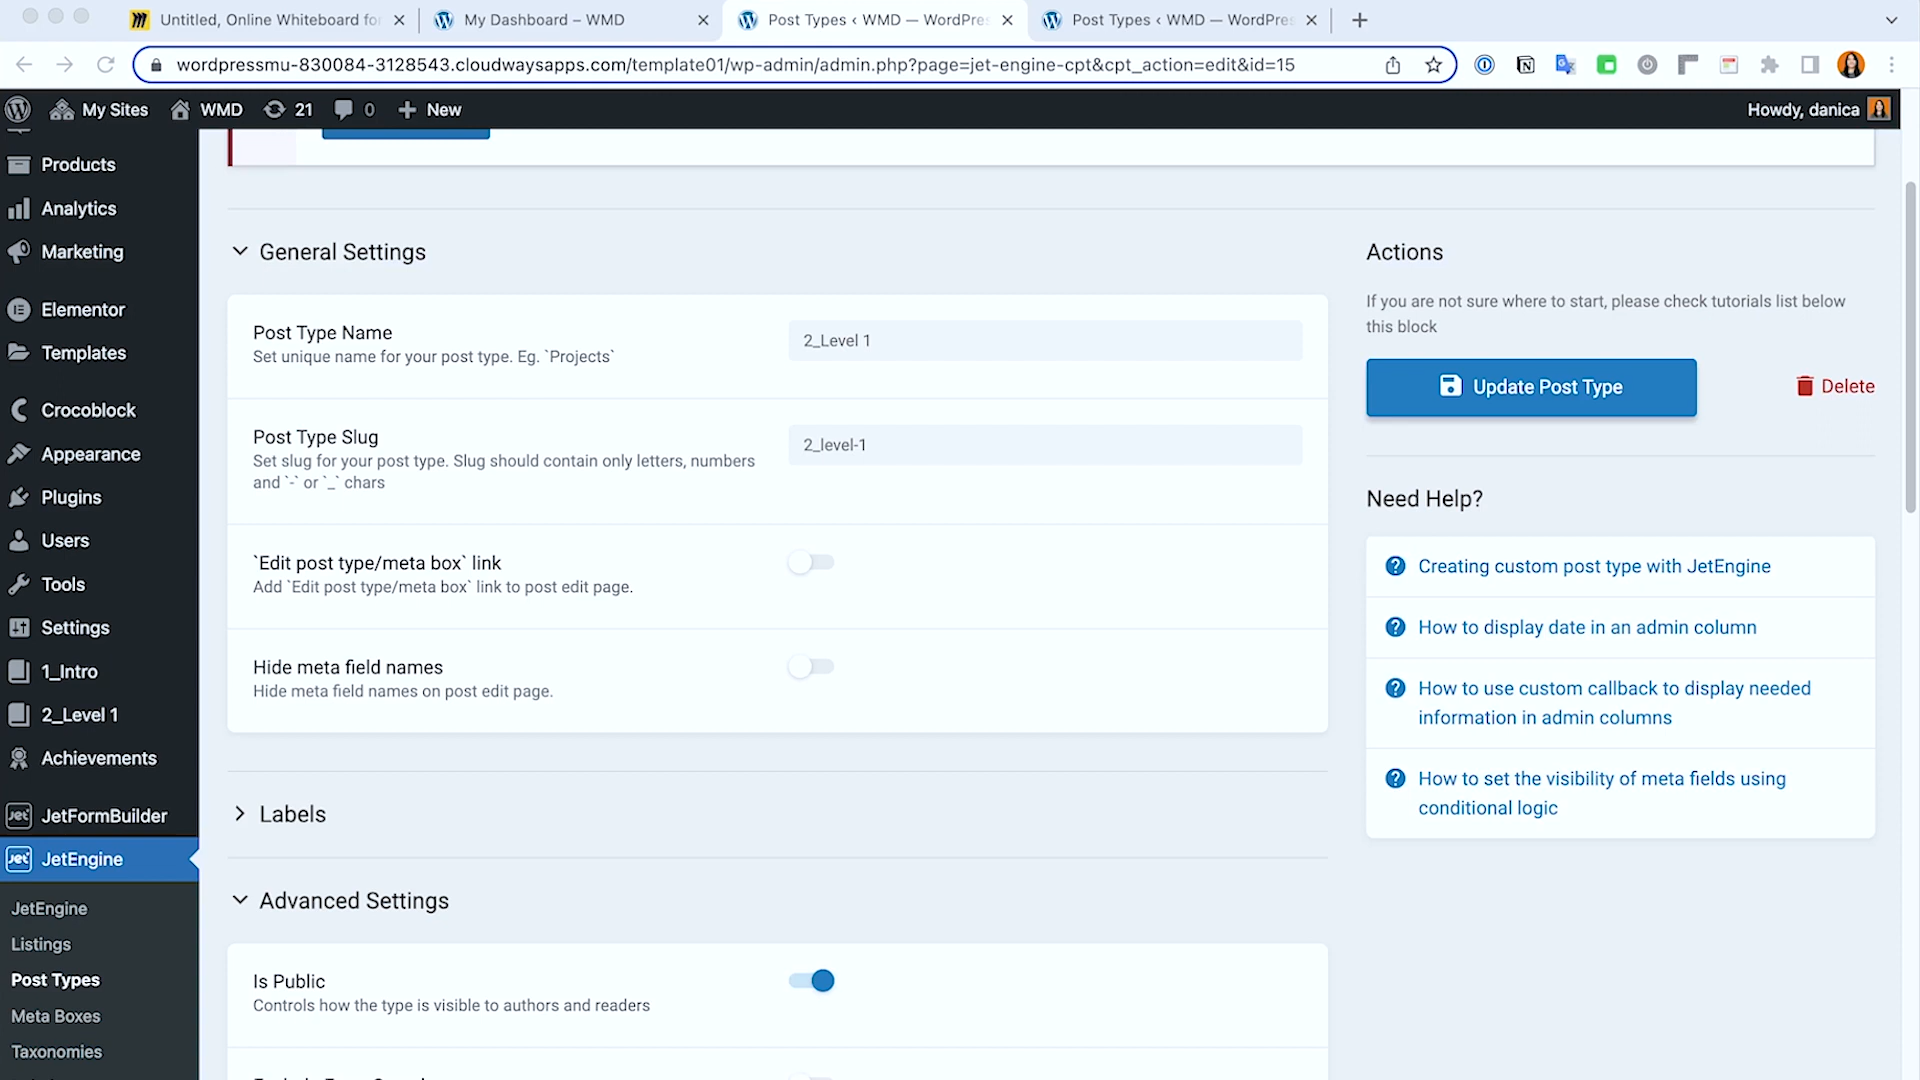 Untitled, Online Whiteboard for
My Dashboard – WMD
Post Types ‹ WMD — WordPres
Post Types ‹ WMD — WordPres
wordpressmu-830084-3128543.cloudwaysapps.com/template01/wp-admin/admin.php?page=jet-engine-cpt&cpt_action=edit&id=15
My Sites
WMD
21
0
New
Howdy, danica
Products
Analytics
Marketing
Elementor
Templates
Crocoblock
Appearance
Plugins
Users
Tools
Settings
1_Intro
2_Level 1
Achievements
JetFormBuilder
JetEngine
JetEngine
Listings
Post Types
Meta Boxes
Taxonomies
General Settings
Post Type Name
Set unique name for your post type. Eg. `Projects`
2_Level 1
Post Type Slug
Set slug for your post type. Slug should contain only letters, numbers
and `-` or `_` chars
2_level-1
`Edit post type/meta box` link
Add `Edit post type/meta box` link to post edit page.
Hide meta field names
Hide meta field names on post edit page.
Labels
Advanced Settings
Is Public
Controls how the type is visible to authors and readers
Actions
If you are not sure where to start, please check tutorials list below
this block
Update Post Type
Delete
Need Help?
Creating custom post type with JetEngine
How to display date in an admin column
How to use custom callback to display needed
information in admin columns
How to set the visibility of meta fields using
conditional logic